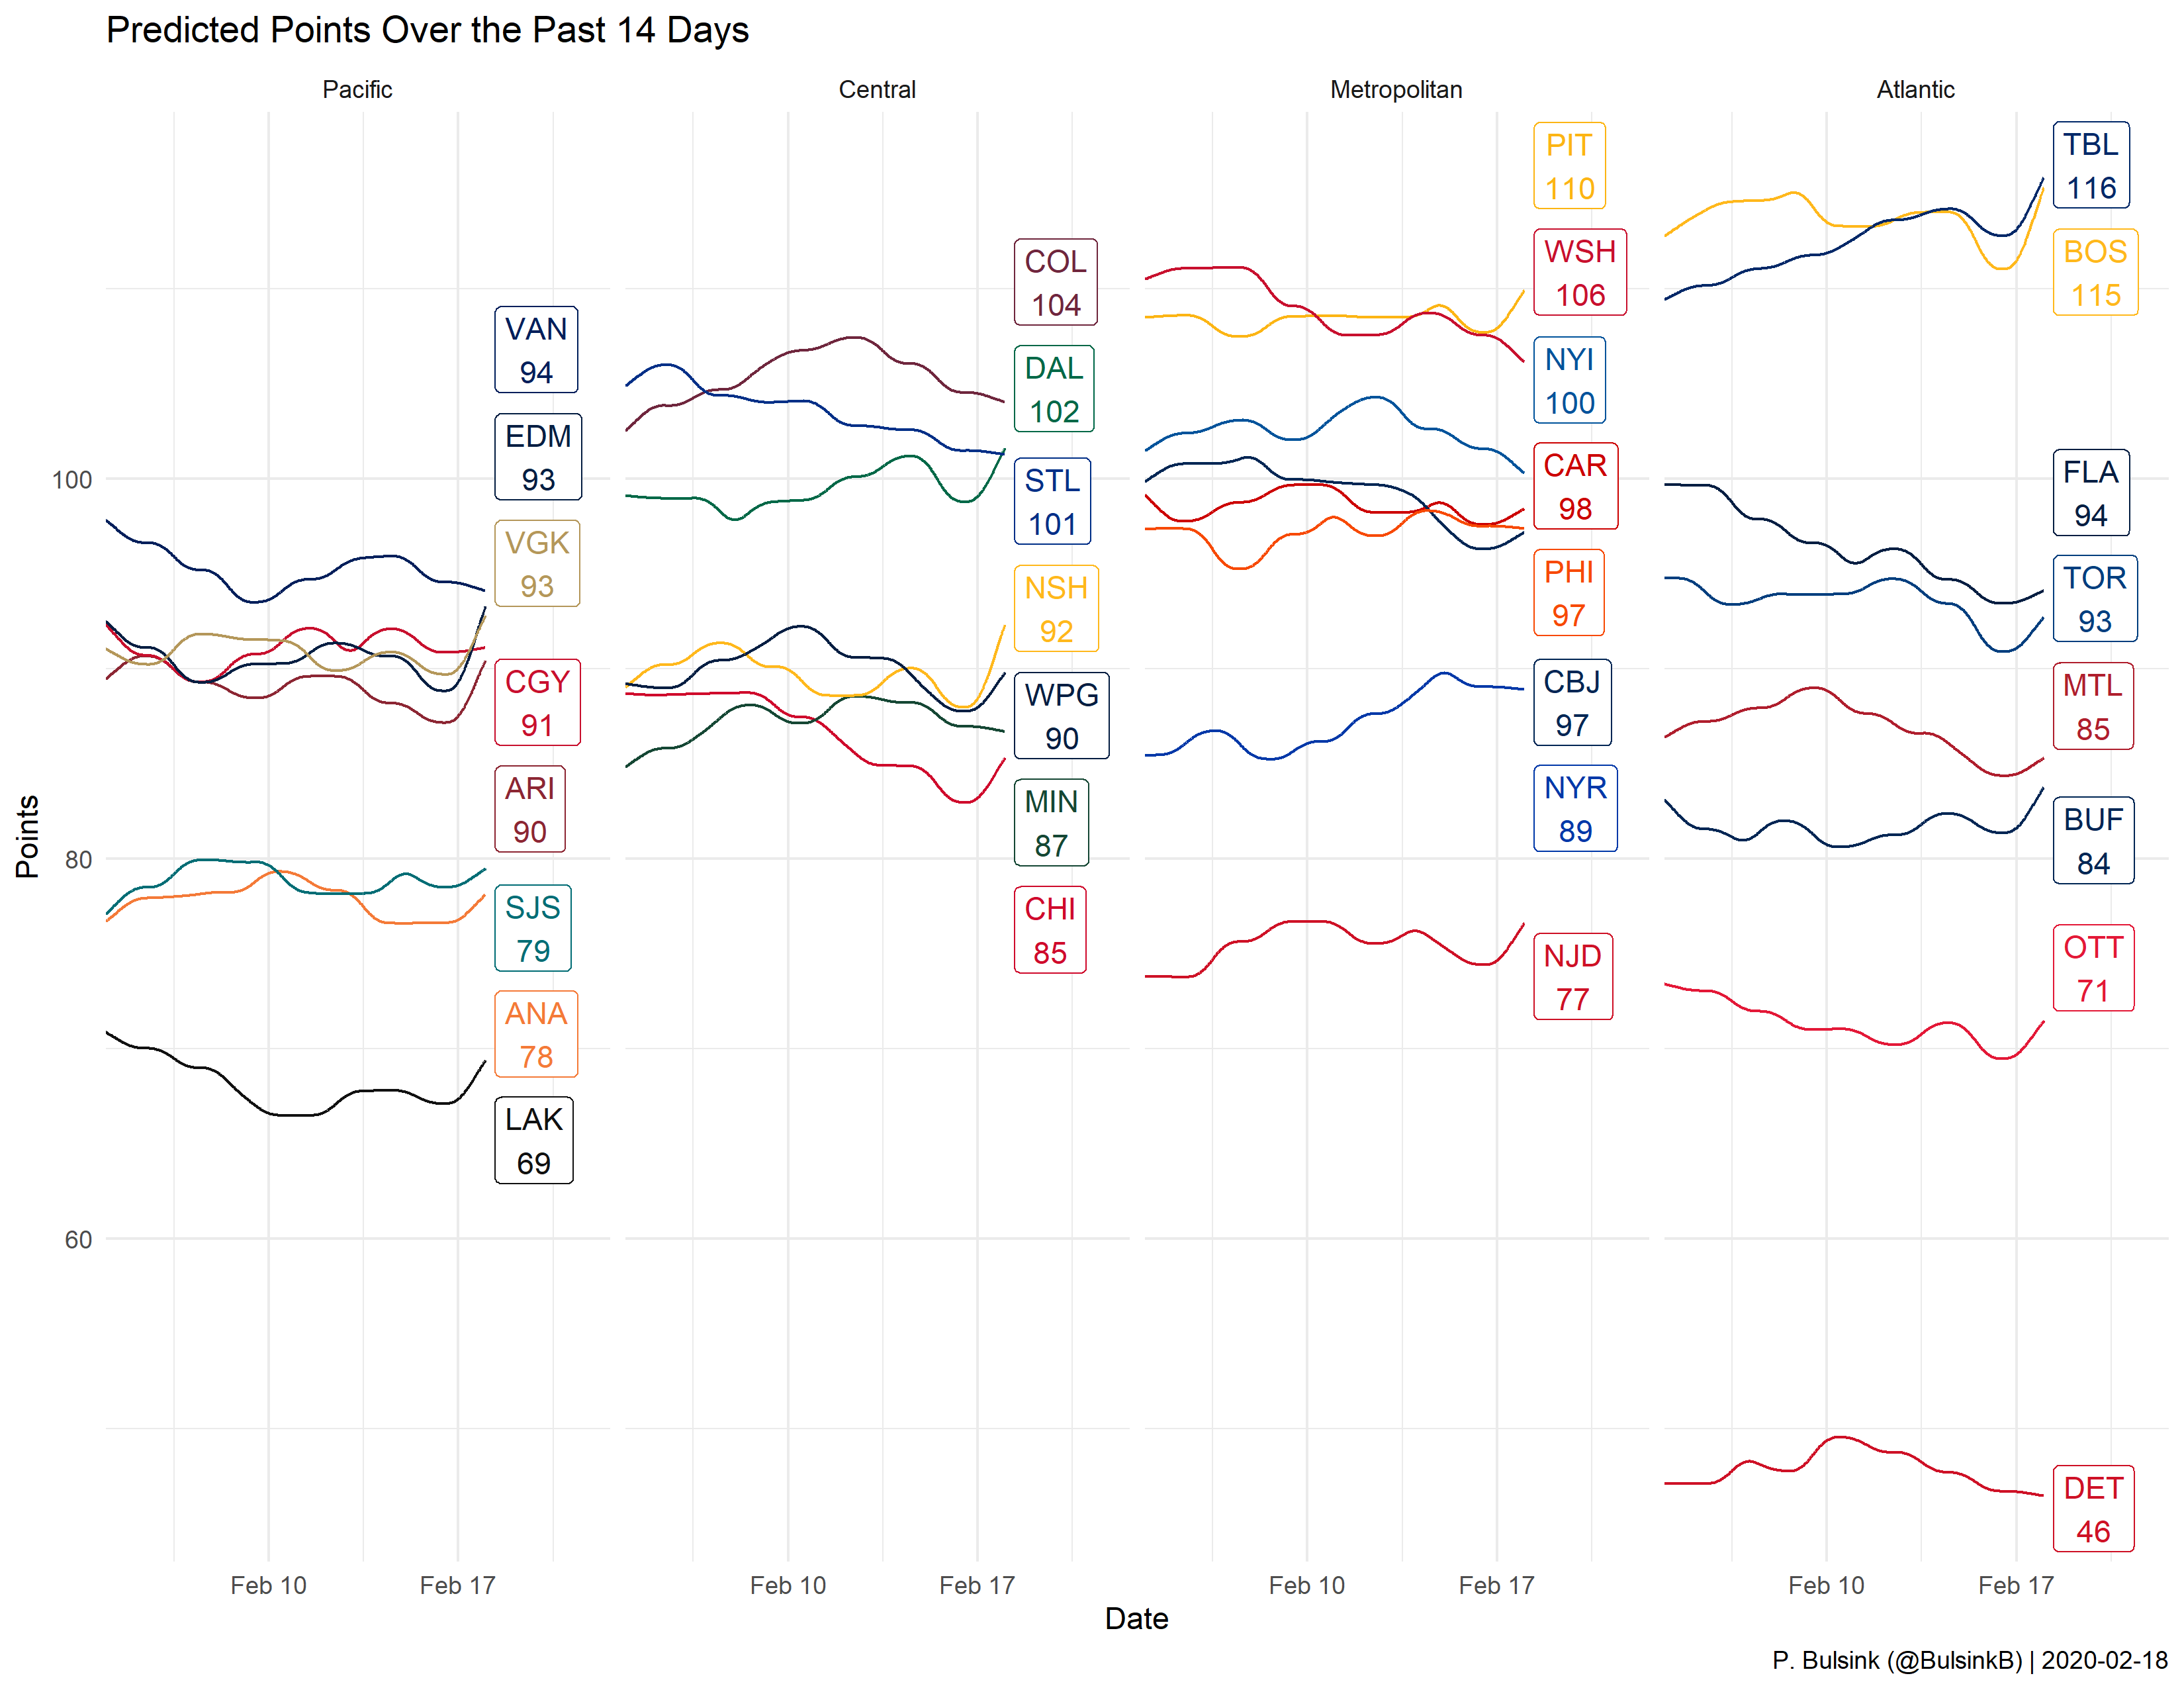 Predicted Points Over the Past 14 Days
Pacific
Central
Metropolitan
Atlantic
Points
100
80
60
VAN
94
EDM
93
VGK
93
CGY
91
ARI
90
SJS
79
ANA
78
LAK
69
COL
104
DAL
102
STL
101
NSH
92
WPG
90
MIN
87
CHI
85
PIT
110
WSH
106
NYI
100
CAR
98
PHI
97
CBJ
97
NYR
89
NJD
77
TBL
116
BOS
115
FLA
94
TOR
93
MTL
85
BUF
84
OTT
71
DET
46
Feb 10
Feb 17
Feb 10
Feb 17
Feb 10
Feb 17
Feb 10
Feb 17
Date
P. Bulsink (@BulsinkB) | 2020-02-18